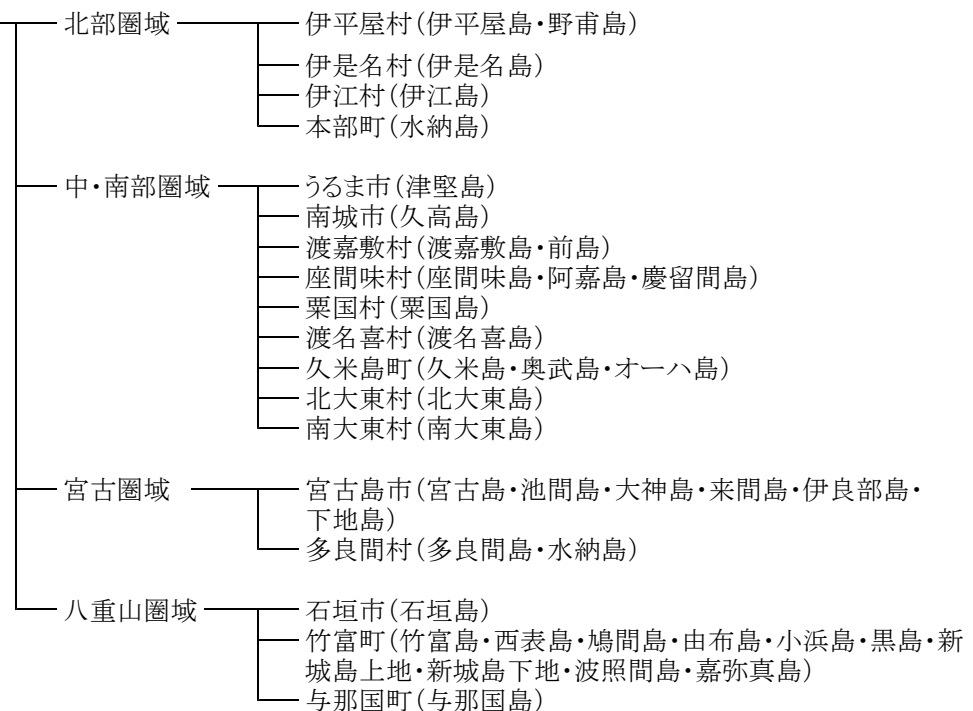 北部圏域
伊平屋村(伊平屋島・野甫島)
伊是名村(伊是名島)
伊江村(伊江島)
本部町(水納島)
中・南部圏域
うるま市(津堅島)
南城市(久高島)
渡嘉敷村(渡嘉敷島・前島)
座間味村(座間味島・阿嘉島・慶留間島)
粟国村(粟国島)
渡名喜村(渡名喜島)
久米島町(久米島・奥武島・オーハ島)
北大東村(北大東島)
南大東村(南大東島)
宮古圏域
宮古島市(宮古島・池間島・大神島・来間島・伊良部島・
下地島)
多良間村(多良間島・水納島)
八重山圏域
石垣市(石垣島)
竹富町(竹富島・西表島・鳩間島・由布島・小浜島・黒島・新
城島上地・新城島下地・波照間島・嘉弥真島)
与那国町(与那国島)